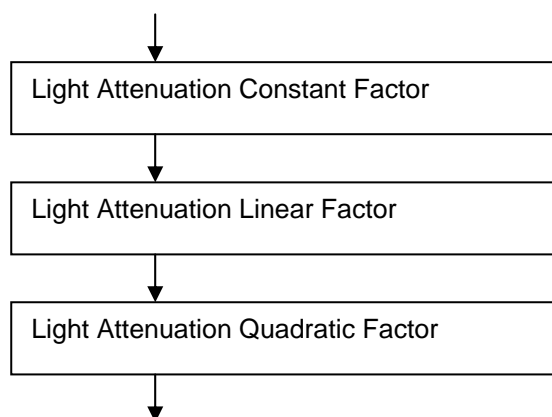 Light Attenuation Constant Factor
Light Attenuation Linear Factor
Light Attenuation Quadratic Factor